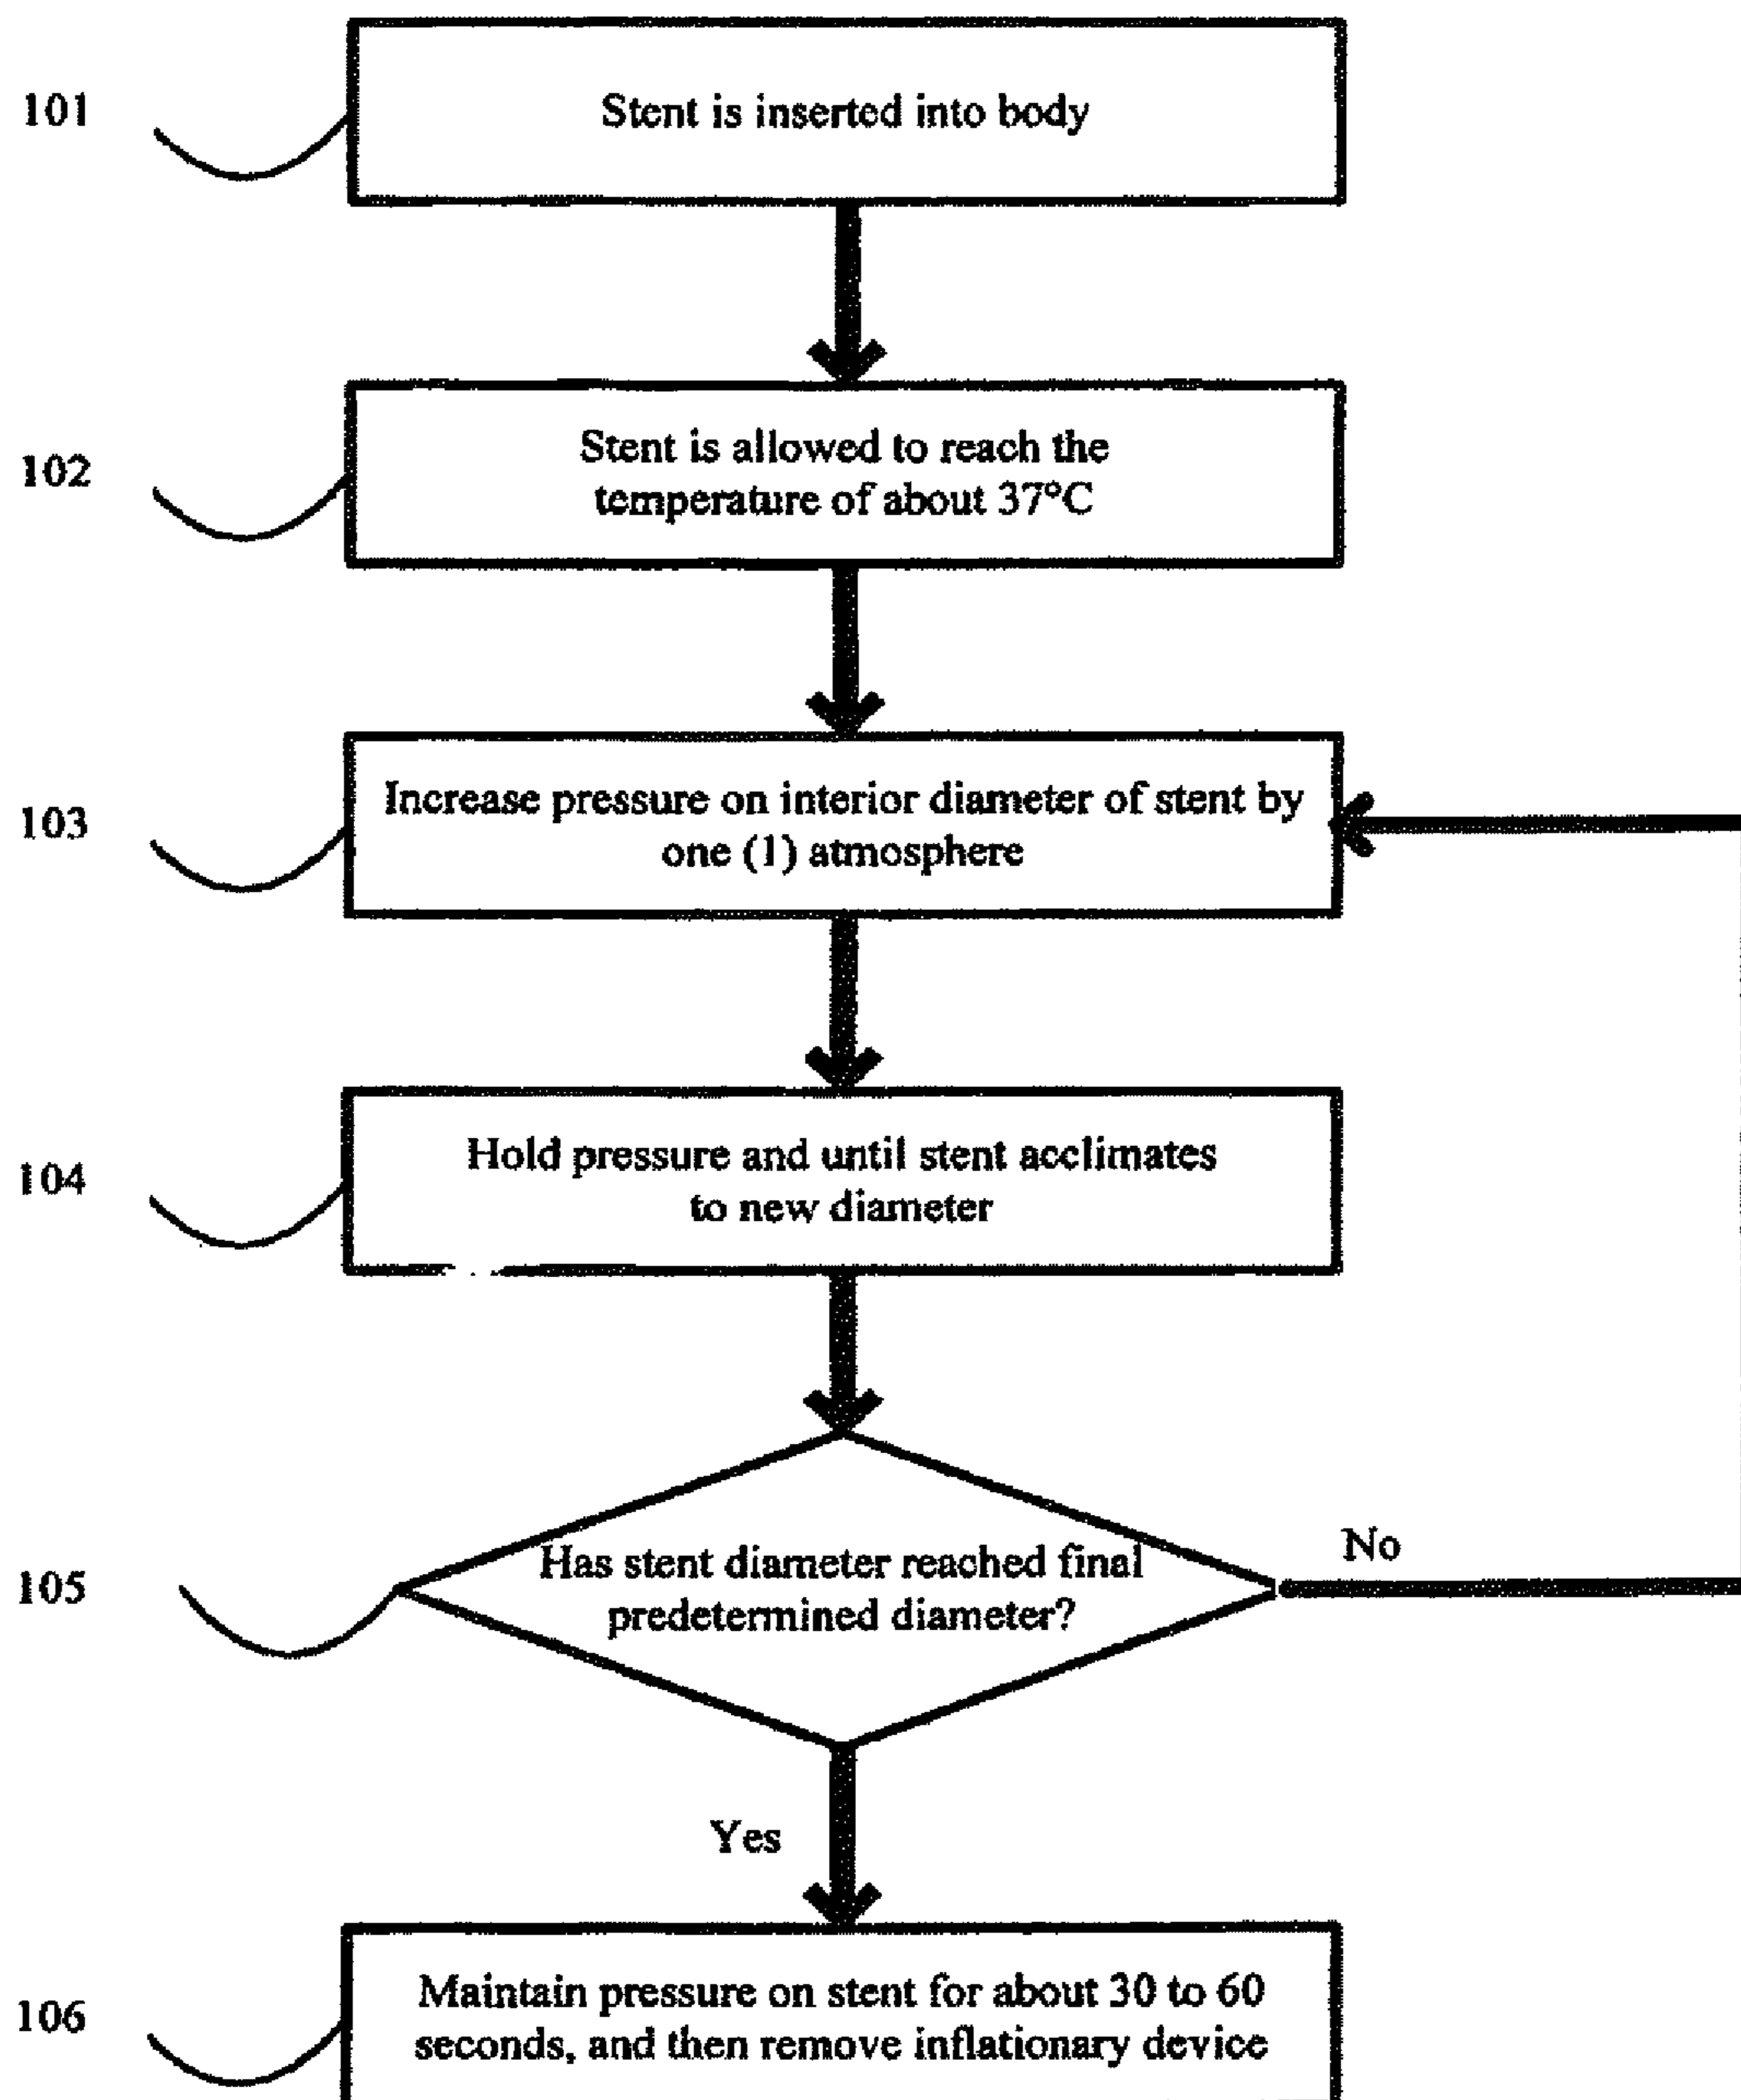 101
Stent is inserted into body
102
Stent is allowed to reach the
temperature of about 37°C
103
Increase pressure on interior diameter of stent by
one (1) atmosphere
104
Hold pressure and until stent acclimates
to new diameter
105
Has stent diameter reached final
predetermined diameter?
No
Yes
106
Maintain pressure on stent for about 30 to 60
seconds, and then remove inflationary device